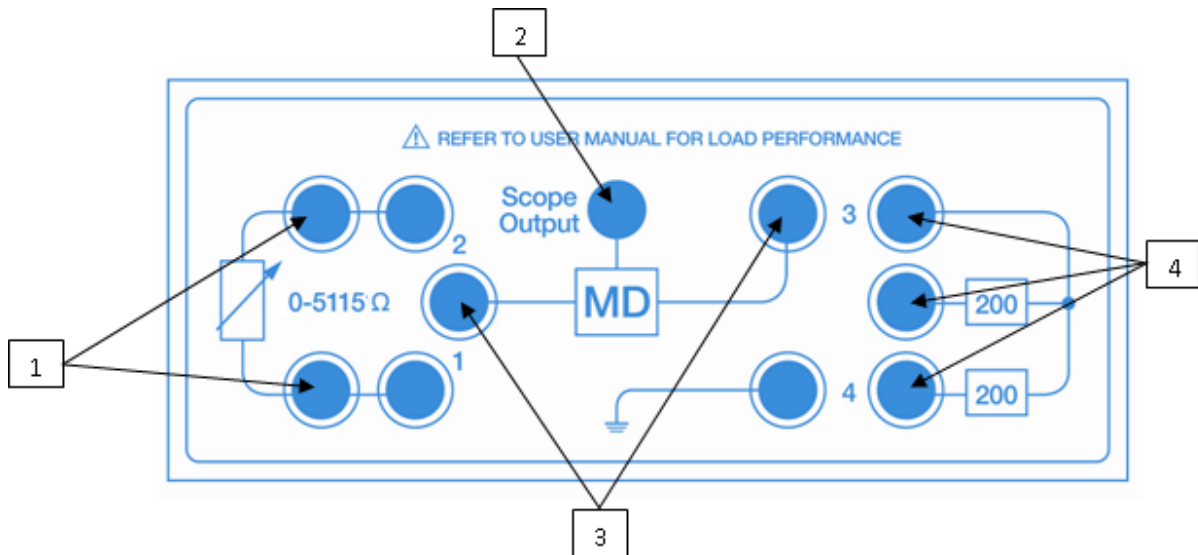 2
⚠ REFER TO USER MANUAL FOR LOAD PERFORMANCE
Scope
Output
2
3
4
0-5115 Ω
MD
200
1
1
4
200
3